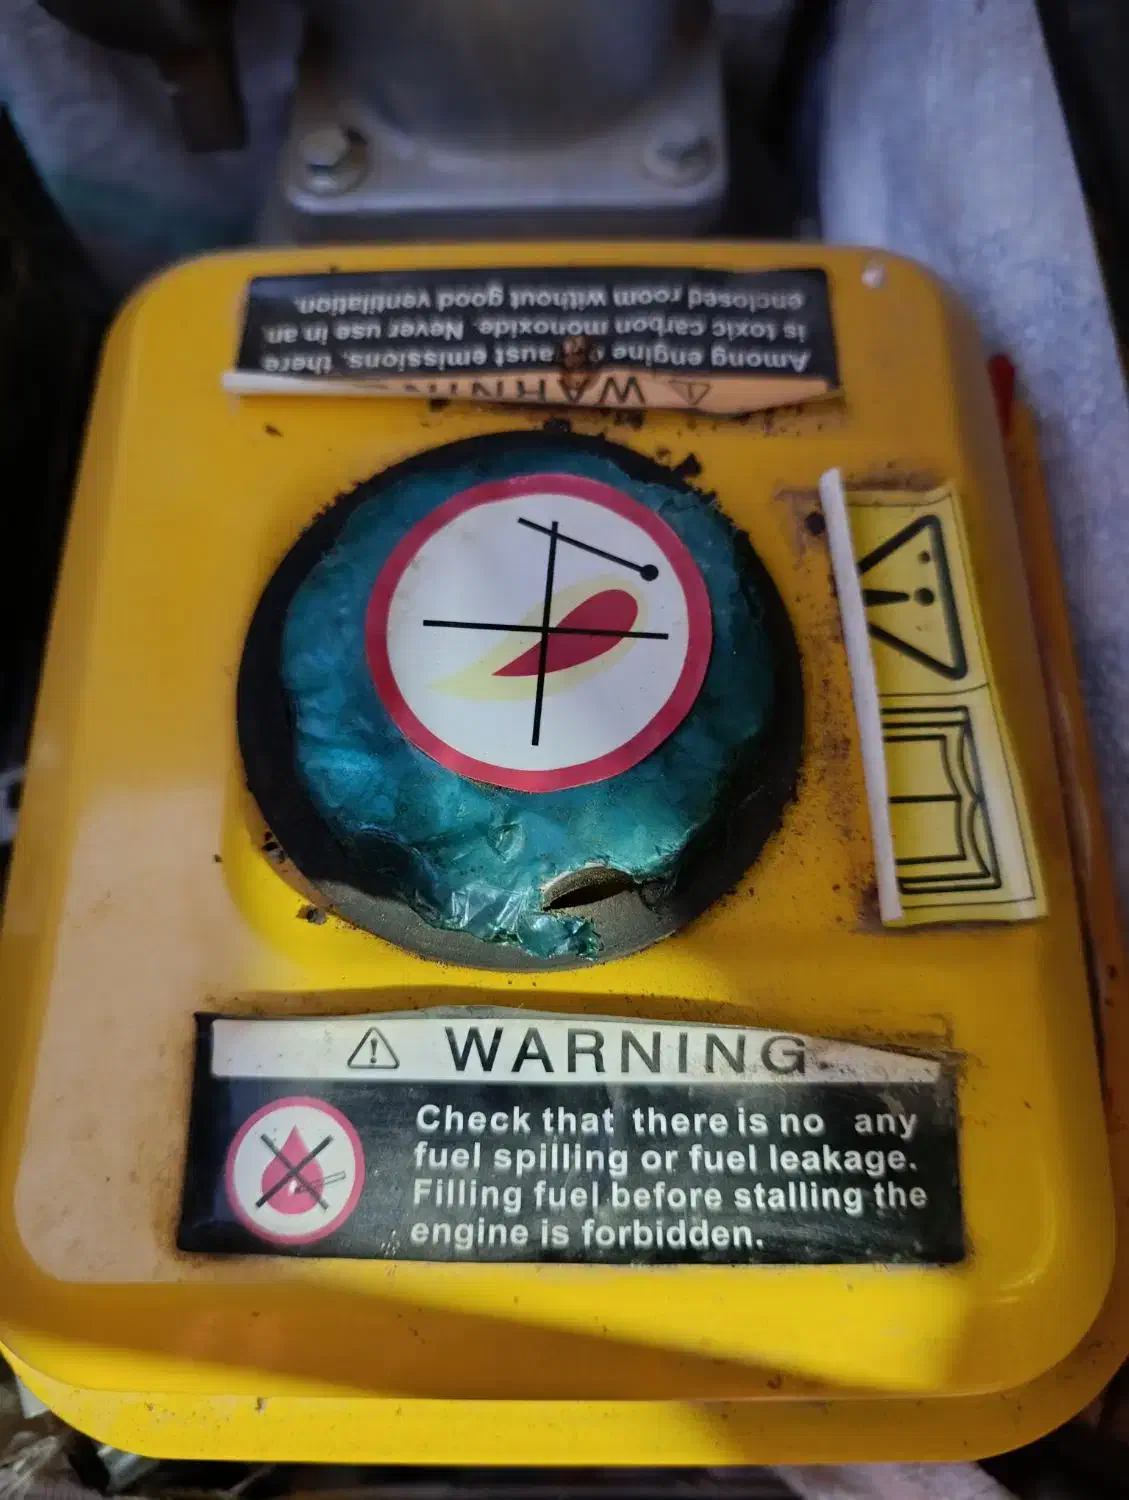 WARNING
Among engine exhaust emissions, there
is toxic carbon monoxide. Never use in an
enclosed room without good ventilation.
WARNING
Check that there is no any
fuel spilling or fuel leakage.
Filling fuel before stalling the
engine is forbidden.